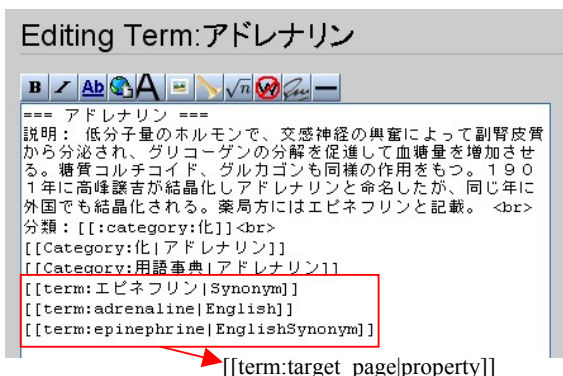 Editing Term:アドレナリン
B I Ab A √n W
=== アドレナリン ===
説明： 低分子量のホルモンで、交感神経の興奮によって副腎皮質
から分泌され、グリコーゲンの分解を促進して血糖量を増加させ
る。糖質コルチコイド、グルカゴンも同様の作用をもつ。１９０
１年に高峰譲吉が結晶化しアドレナリンと命名したが、同じ年に
外国でも結晶化される。薬局方にはエピネフリンと記載。 <br>
分類：[[:category:化]]<br>
[[Category:化|アドレナリン]]
[[Category:用語事典|アドレナリン]]
[[term:エピネフリン|Synonym]]
[[term:adrenaline|English]]
[[term:epinephrine|EnglishSynonym]]
[[term:target_page|property]]